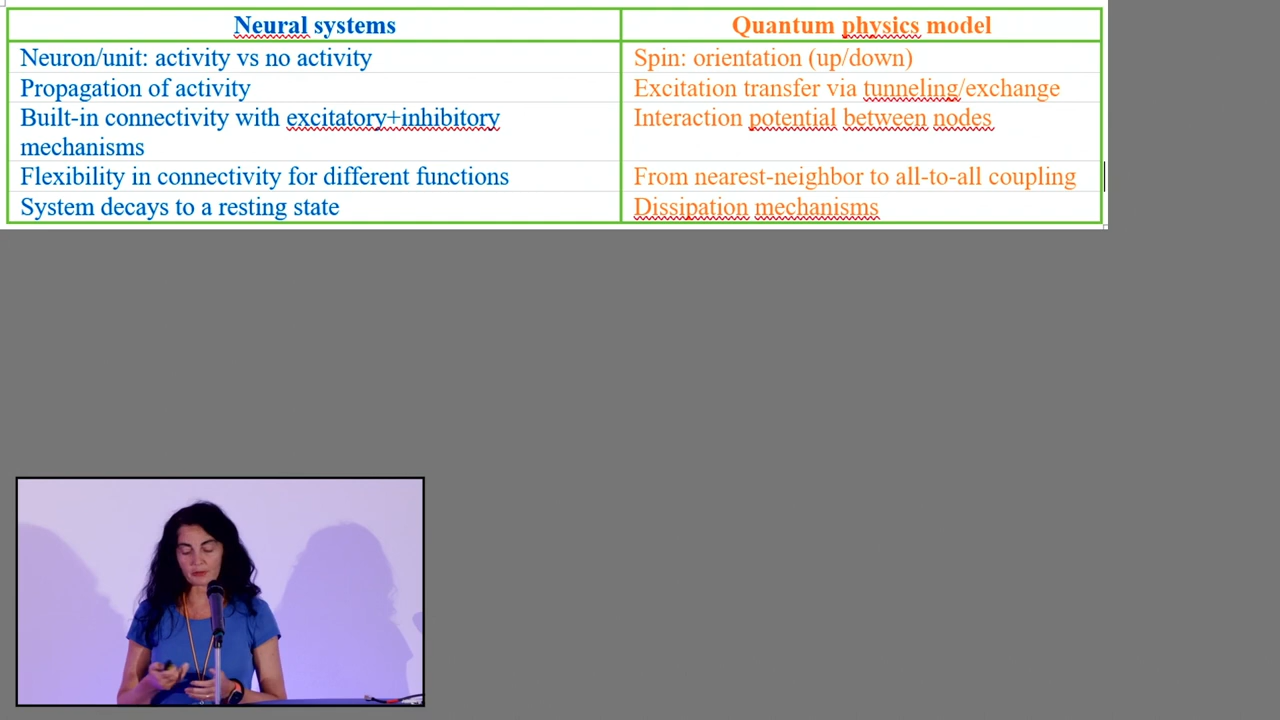 Neural systems
Quantum physics model
Neuron/unit: activity vs no activity
Spin: orientation (up/down)
Propagation of activity
Excitation transfer via tunneling/exchange
Built-in connectivity with excitatory+inhibitory
mechanisms
Interaction potential between nodes
Flexibility in connectivity for different functions
From nearest-neighbor to all-to-all coupling
System decays to a resting state
Dissipation mechanisms